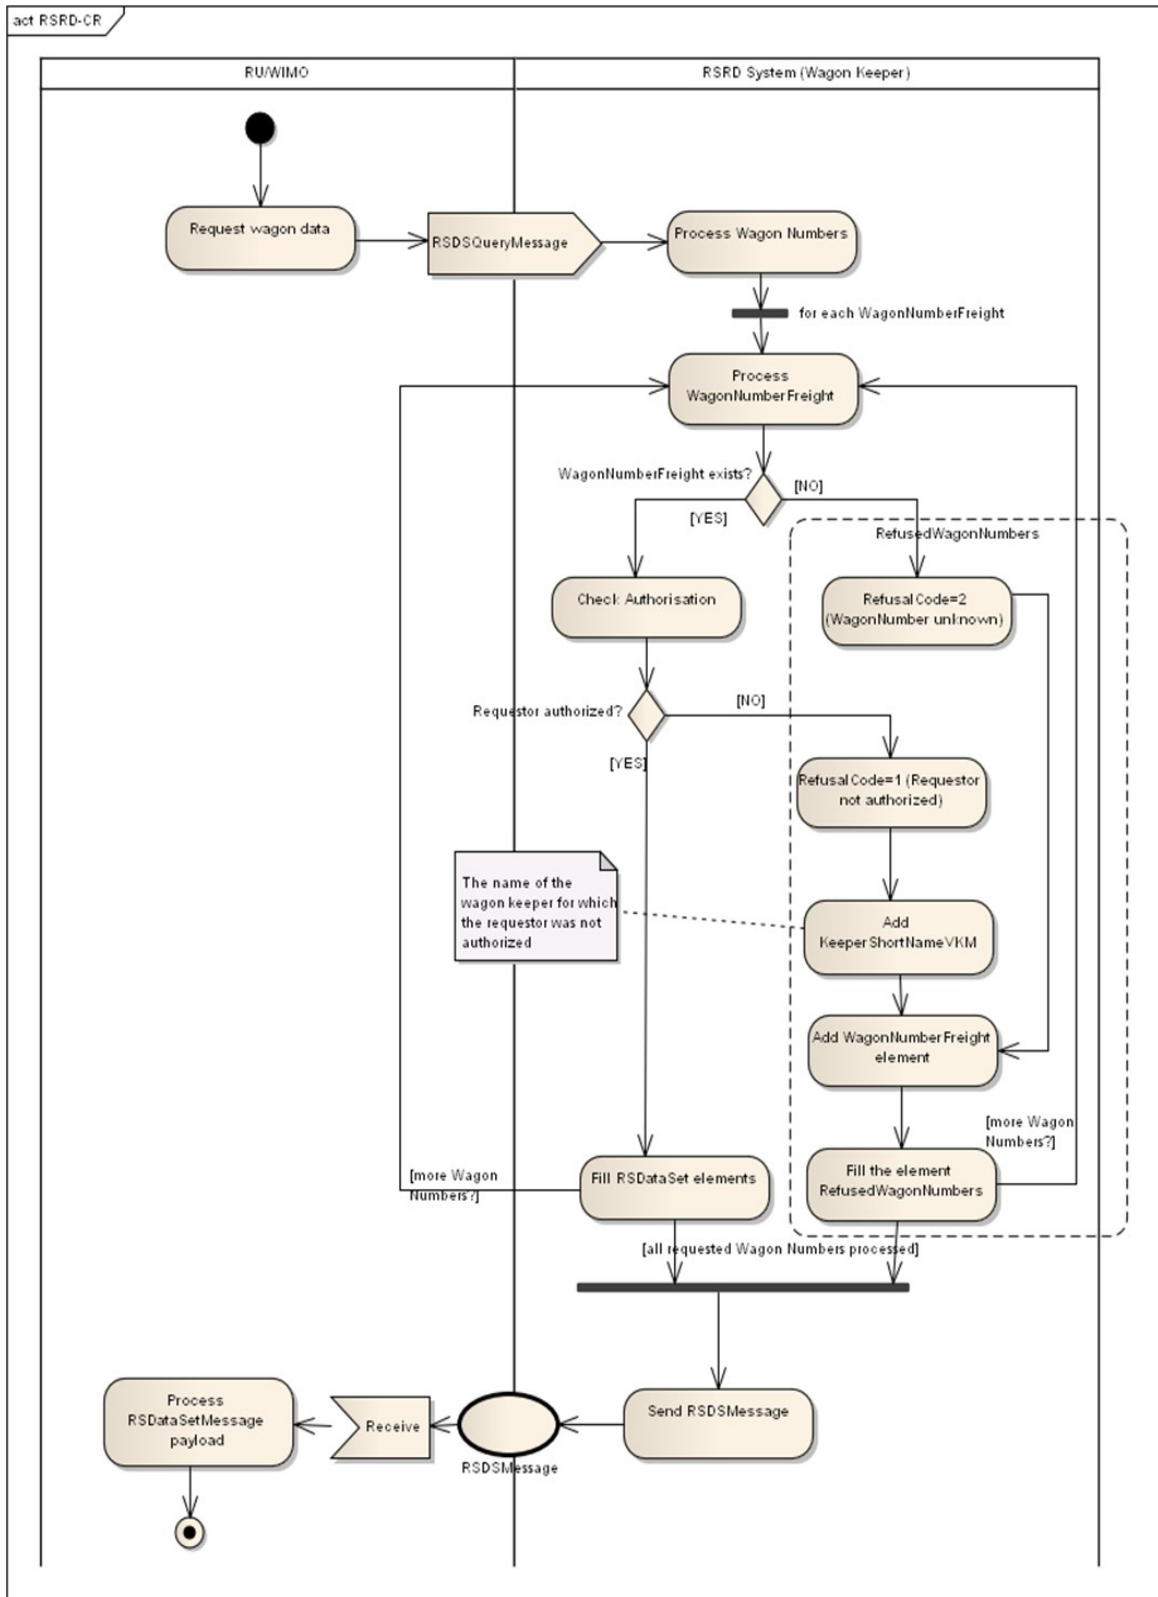 act RSRD-CR
RU/WIMO
RSRD System (Wagon Keeper)
Request wagon data
RSDSQueryMessage
Process Wagon Numbers
for each WagonNumberFreight
Process
WagonNumberFreight
WagonNumberFreight exists?
[NO]
[YES]
RefusedWagonNumbers
Check Authorisation
RefusalCode=2
(WagonNumber unknown)
Requestor authorized?
[NO]
[YES]
RefusalCode=1 (Requestor
not authorized)
The name of the
wagon keeper for which
the requestor was not
authorized
Add
KeeperShortNameVKM
Add WagonNumberFreight
element
[more Wagon
Numbers?]
Fill the element
RefusedWagonNumbers
Fill RSDataSet elements
[more Wagon
Numbers?]
[all requested Wagon Numbers processed]
Process
RSDataSetMessage
payload
Receive
RSDSMessage
Send RSDSMessage